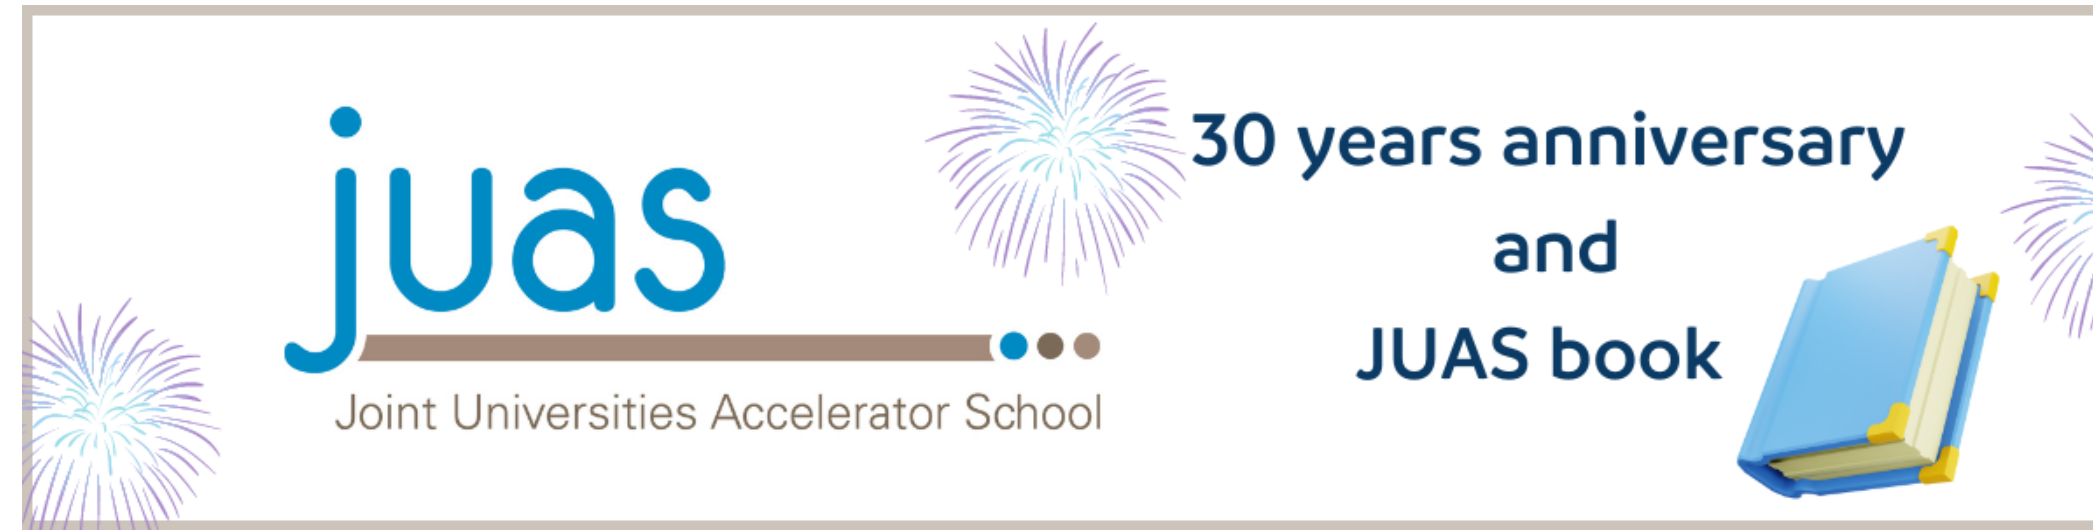 juas
Joint Universities Accelerator School
30 years anniversary
and
JUAS book